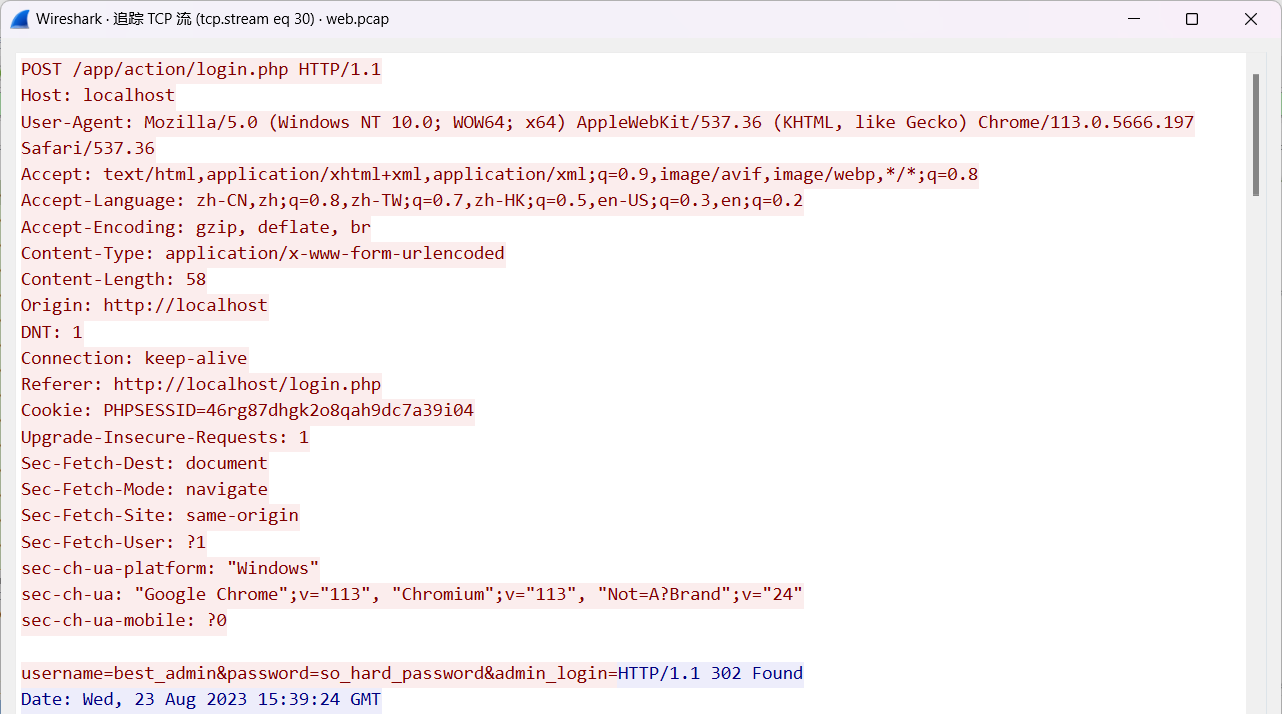 Wireshark · 追踪 TCP 流 (tcp.stream eq 30) · web.pcap
POST /app/action/login.php HTTP/1.1
Host: localhost
User-Agent: Mozilla/5.0 (Windows NT 10.0; WOW64; x64) AppleWebKit/537.36 (KHTML, like Gecko) Chrome/113.0.5666.197
Safari/537.36
Accept: text/html,application/xhtml+xml,application/xml;q=0.9,image/avif,image/webp,*/*;q=0.8
Accept-Language: zh-CN,zh;q=0.8,zh-TW;q=0.7,zh-HK;q=0.5,en-US;q=0.3,en;q=0.2
Accept-Encoding: gzip, deflate, br
Content-Type: application/x-www-form-urlencoded
Content-Length: 58
Origin: http://localhost
DNT: 1
Connection: keep-alive
Referer: http://localhost/login.php
Cookie: PHPSESSID=46rg87dhgk2o8qah9dc7a39i04
Upgrade-Insecure-Requests: 1
Sec-Fetch-Dest: document
Sec-Fetch-Mode: navigate
Sec-Fetch-Site: same-origin
Sec-Fetch-User: ?1
sec-ch-ua-platform: "Windows"
sec-ch-ua: "Google Chrome";v="113", "Chromium";v="113", "Not=A?Brand";v="24"
sec-ch-ua-mobile: ?0
username=best_admin&password=so_hard_password&admin_login=HTTP/1.1 302 Found
Date: Wed, 23 Aug 2023 15:39:24 GMT